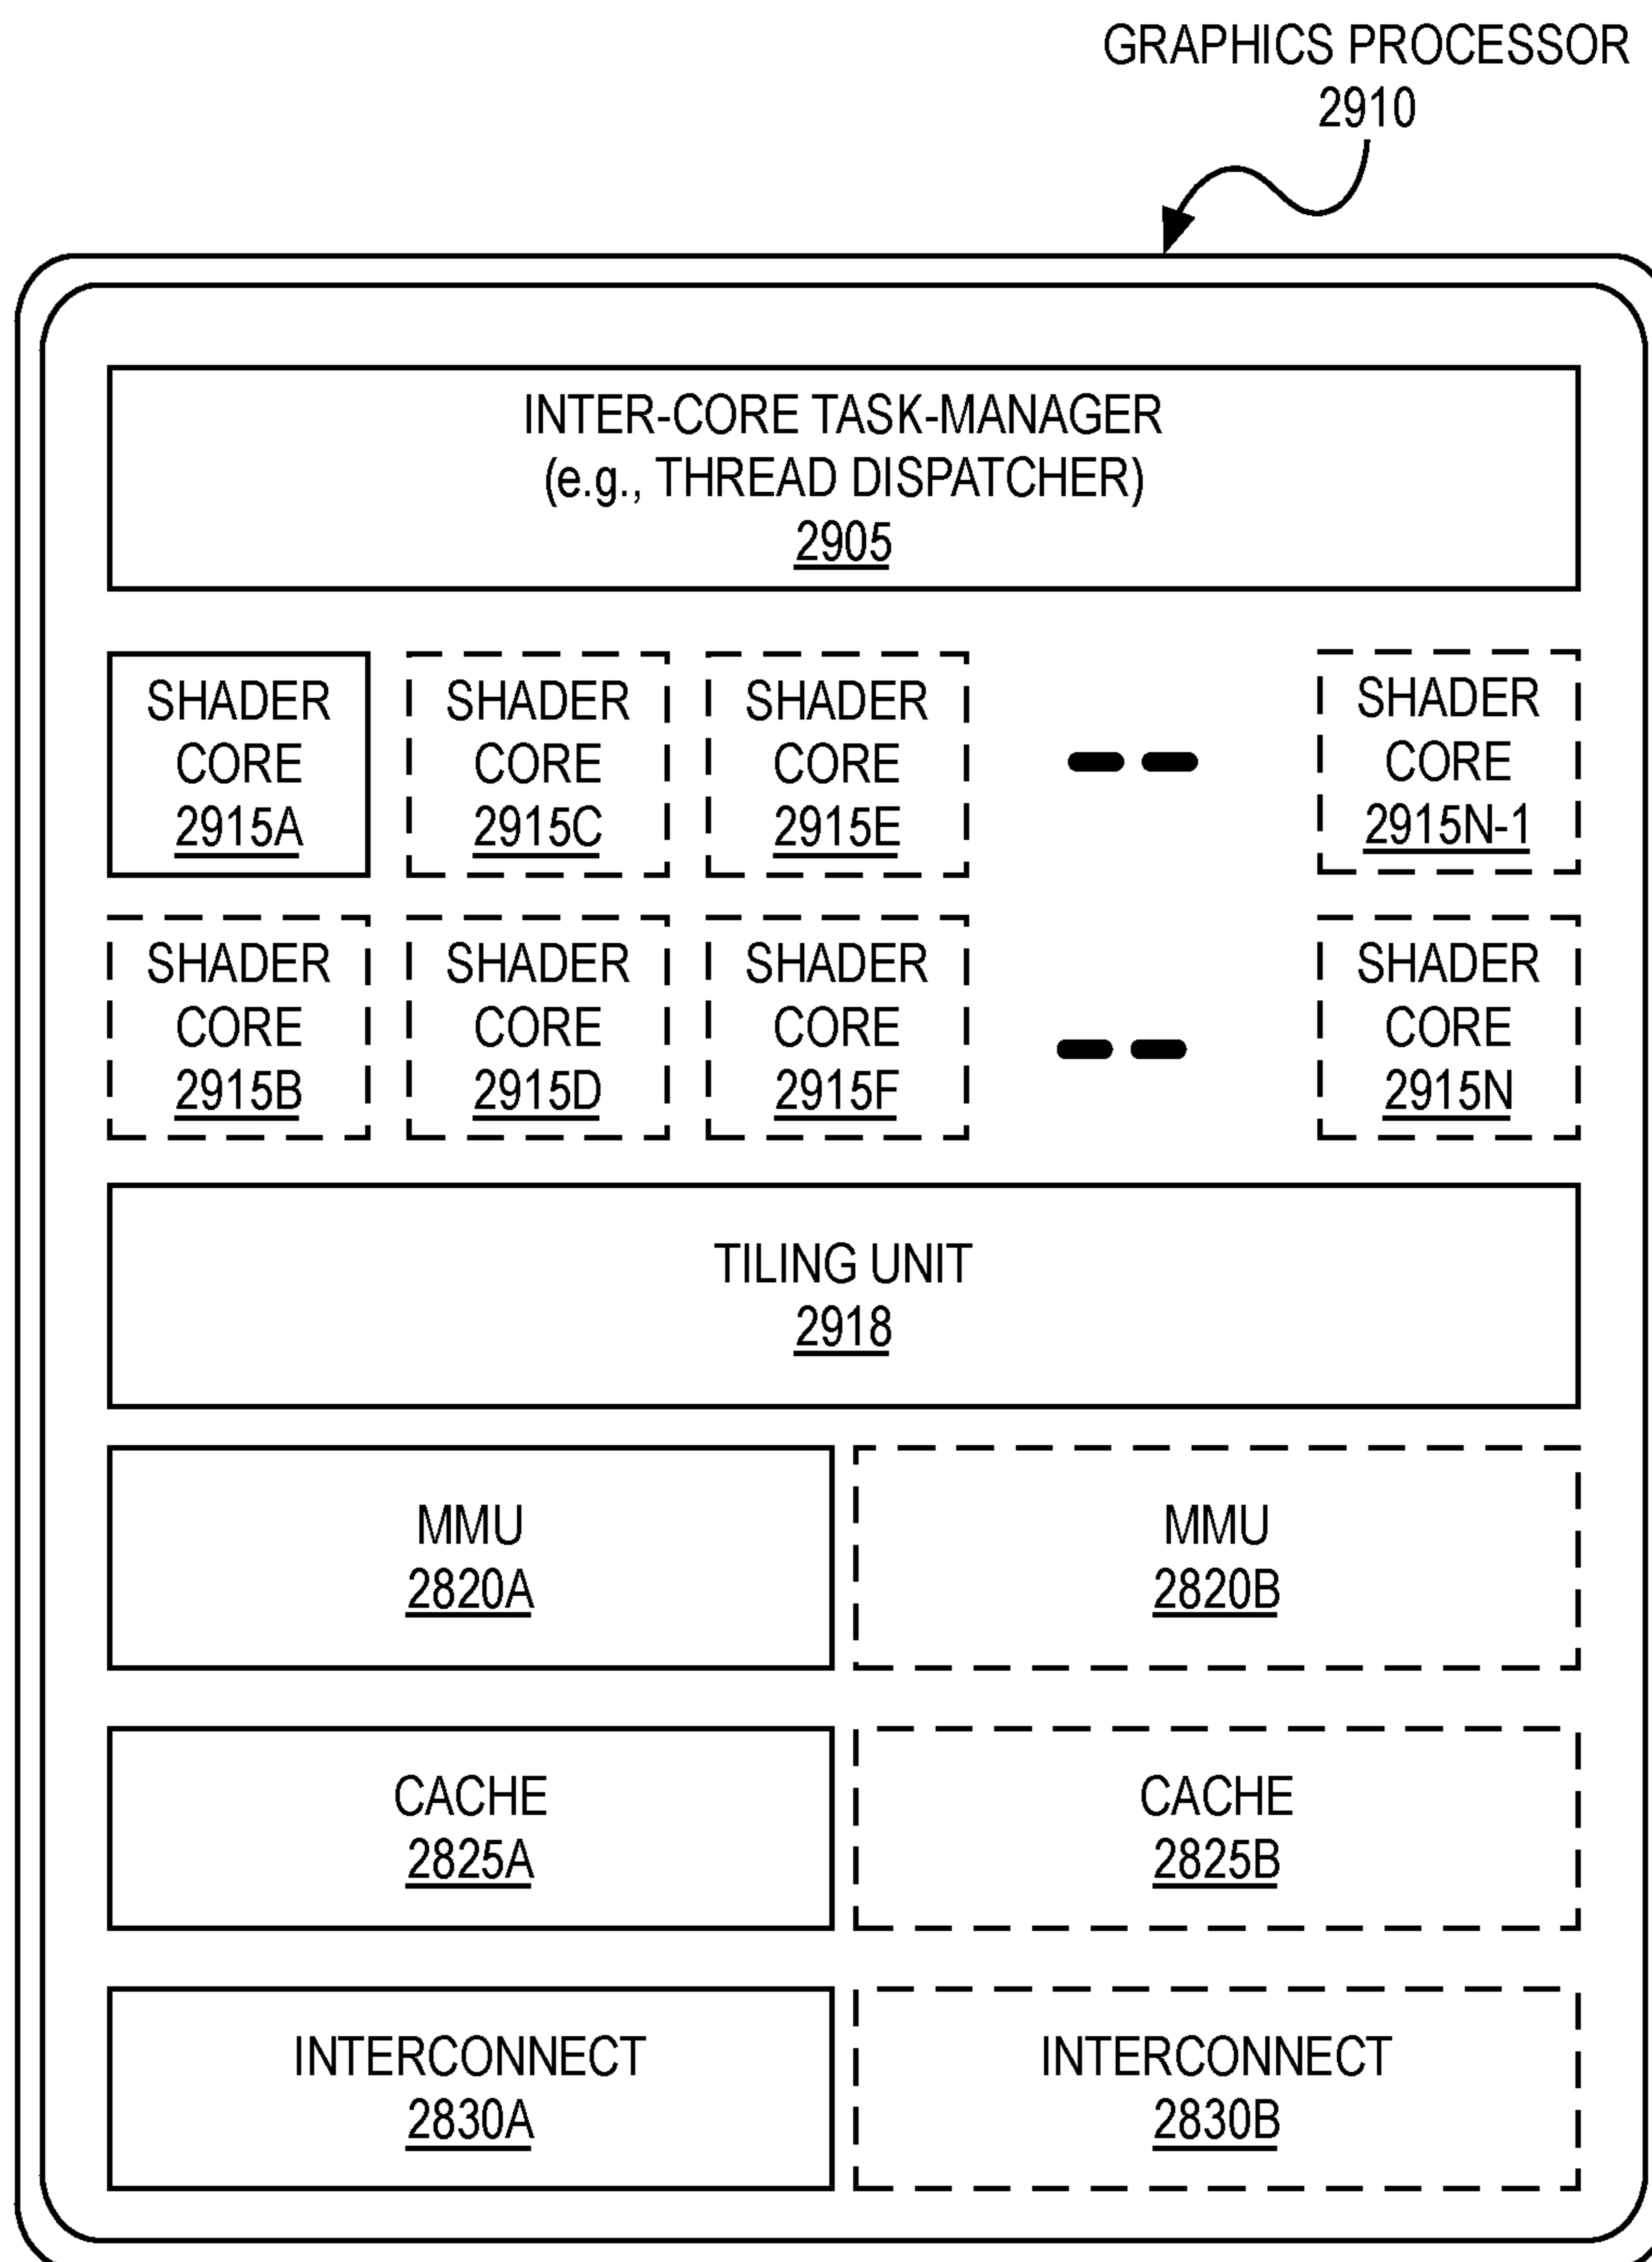 GRAPHICS PROCESSOR
2910
INTER-CORE TASK-MANAGER
(e.g., THREAD DISPATCHER)
2905
SHADER
CORE
2915A
SHADER
CORE
2915C
SHADER
CORE
2915E
SHADER
CORE
2915N-1
SHADER
CORE
2915B
SHADER
CORE
2915D
SHADER
CORE
2915F
SHADER
CORE
2915N
TILING UNIT
2918
MMU
2820A
MMU
2820B
CACHE
2825A
CACHE
2825B
INTERCONNECT
2830A
INTERCONNECT
2830B